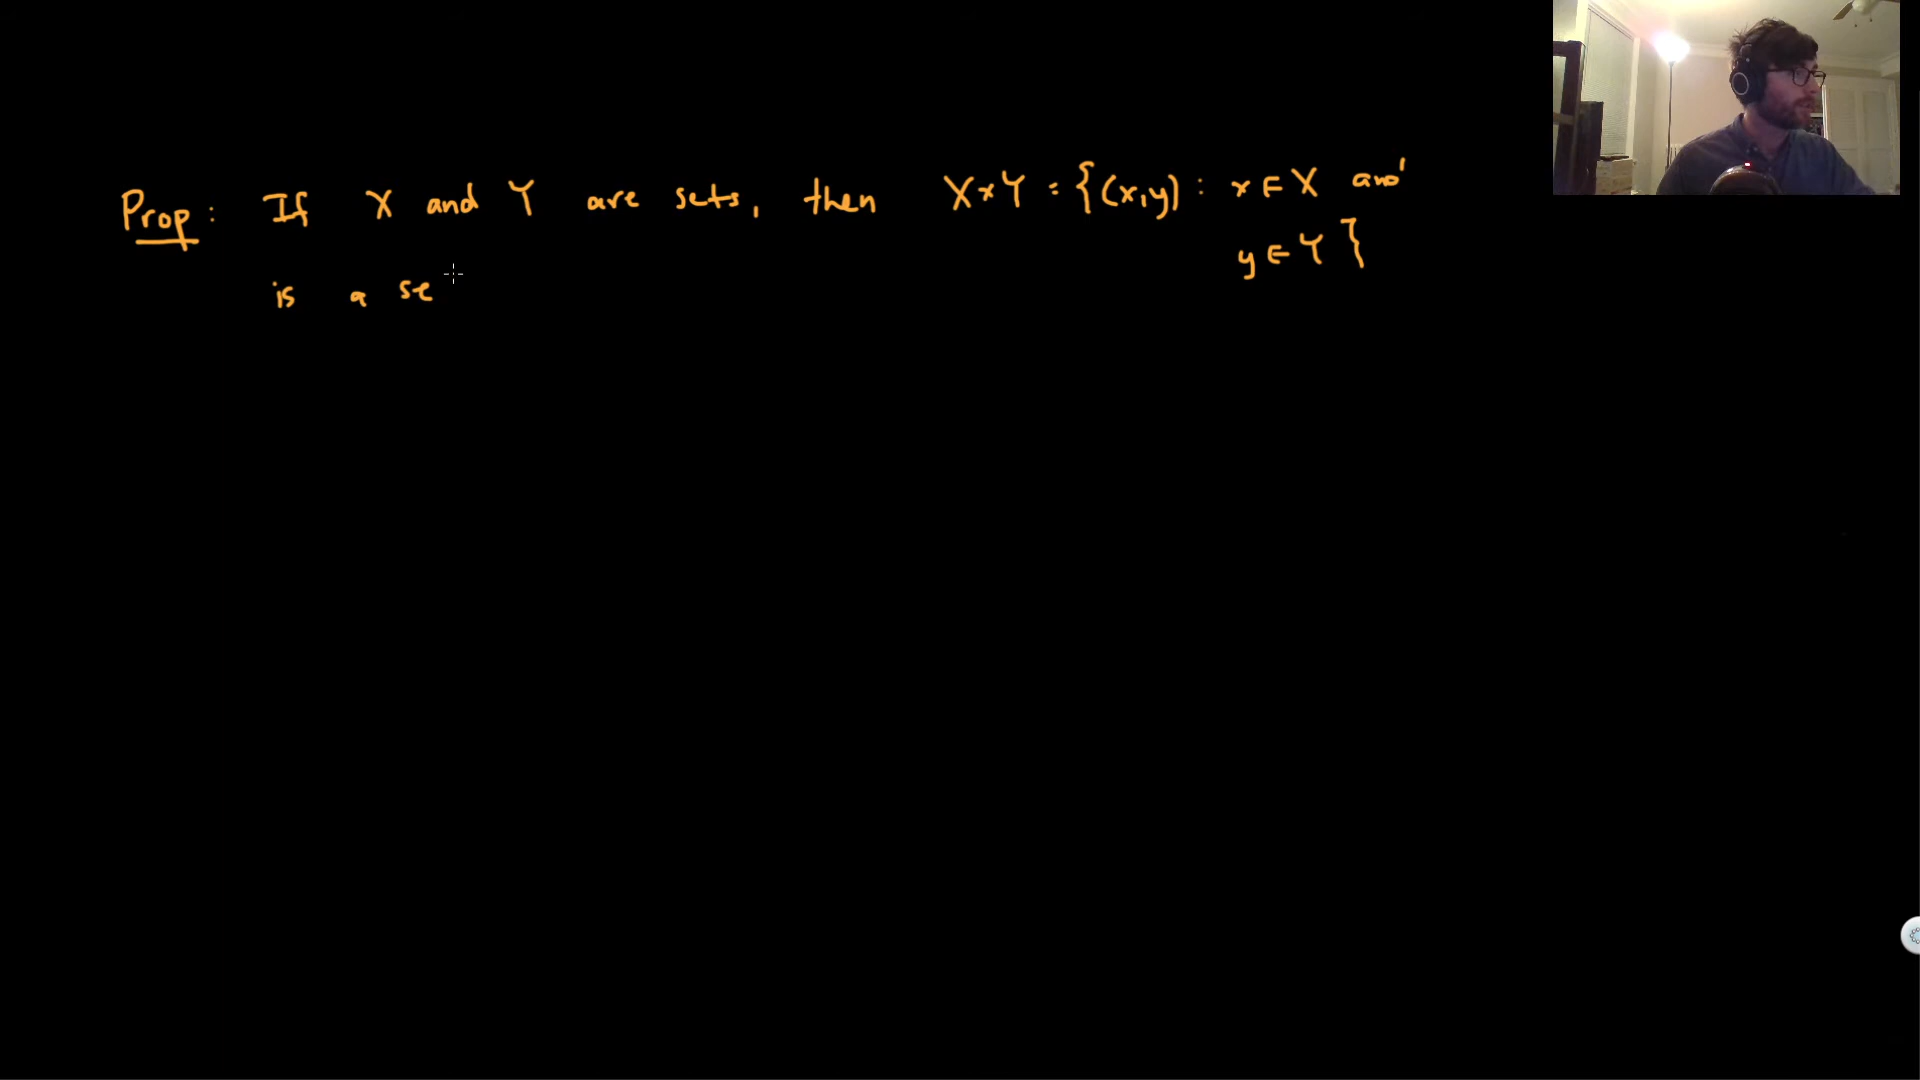 Prop: If X and Y are sets, then X×Y = {(x,y) : x ∈ X and
y ∈ Y}
is a se